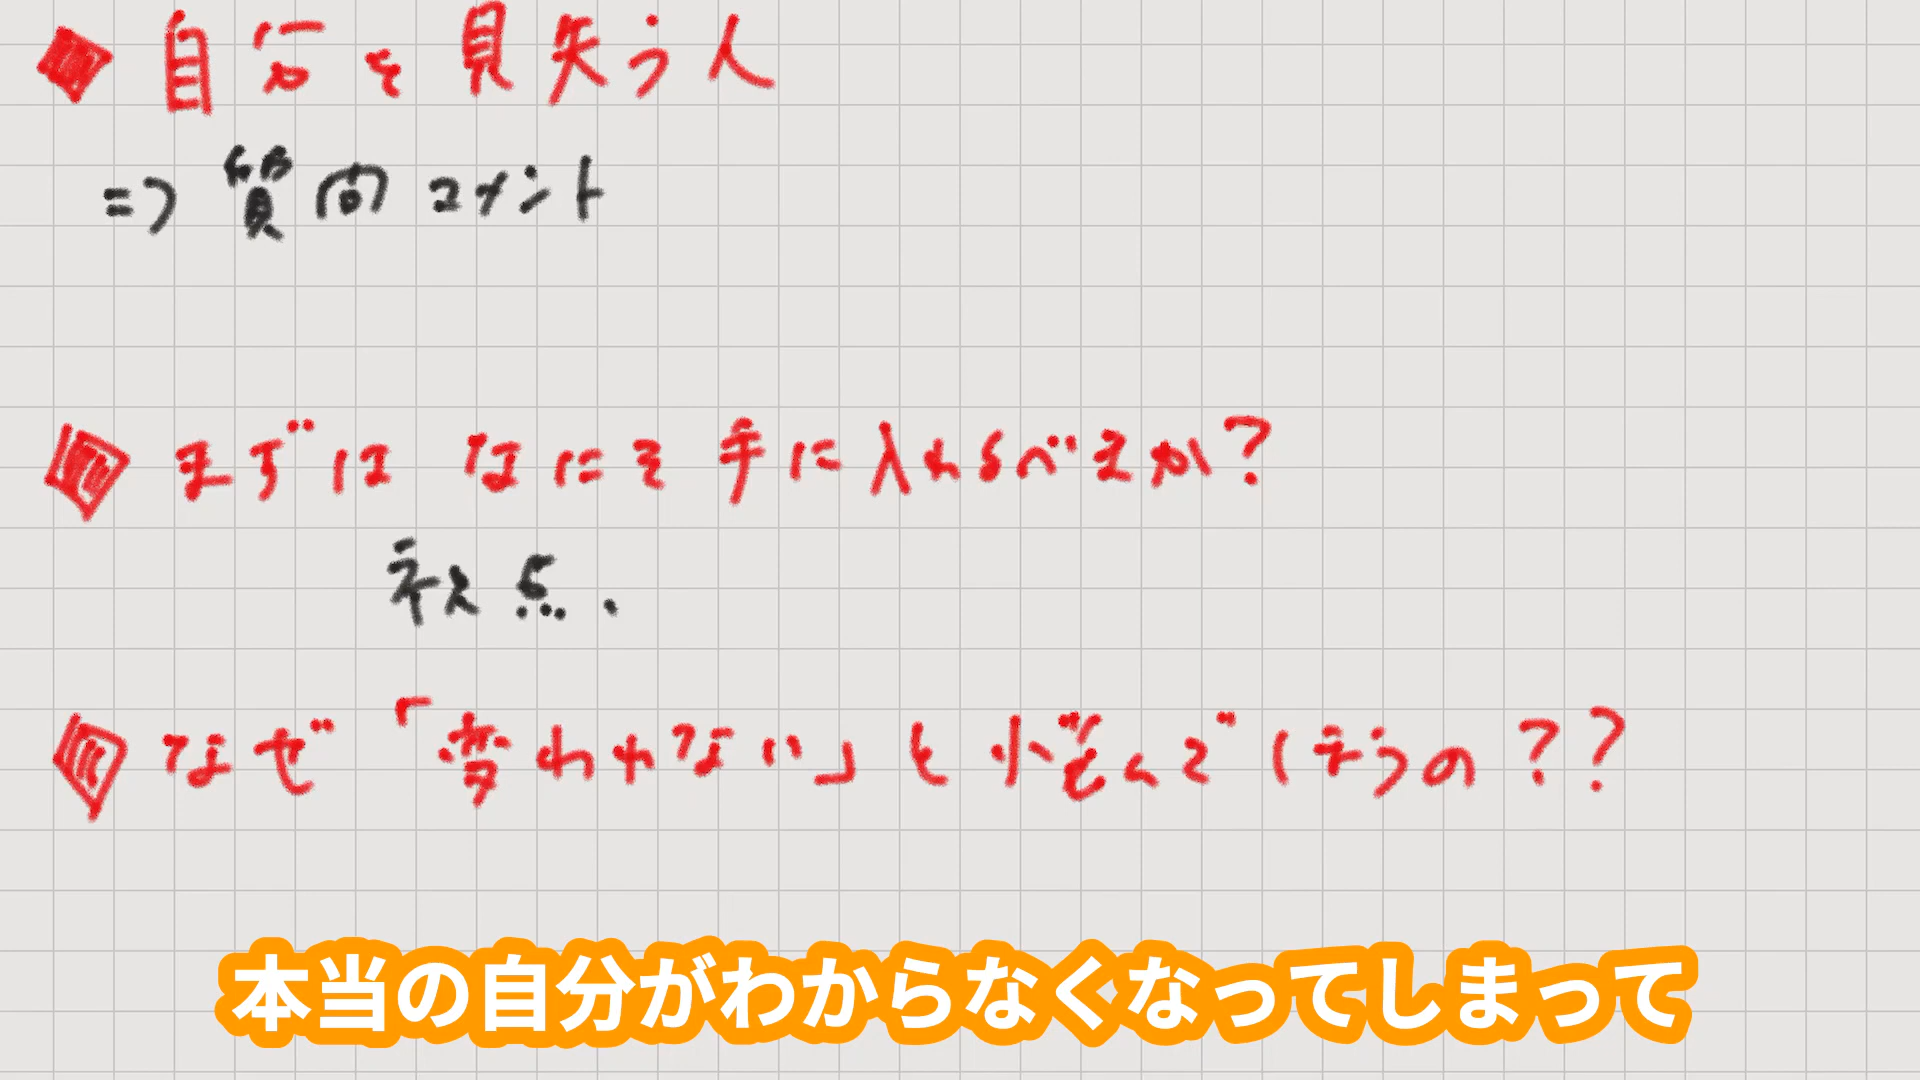 ◆ 自分を見失う人
⇒ 質問コメント
◆ まずは なにを 手に入れるべきか?
ネ又点.
◆ なぜ「変われない」と悩んでしまうの??
本当の自分がわからなくなってしまって